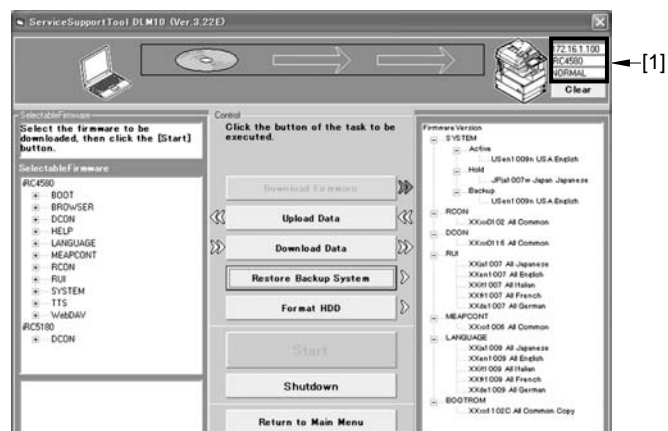 ServiceSupportTool DLM10 (Ver.3.22E)
172.16.1.100
iRC4580
NORMAL
[1]
Clear
SelectableFirmware
Select the firmware to be
downloaded, then click the [Start]
button.
SelectableFirmware
iRC4580
BOOT
BROWSER
DCON
HELP
LANGUAGE
MEAPCONT
RCON
RUI
SYSTEM
TTS
WebDAV
iRC5180
DCON
Control
Click the button of the task to be
executed.
Download Firmware
Upload Data
Download Data
Restore Backup System
Format HDD
Start
Shutdown
Return to Main Menu
Firmware Version
SYSTEM
Active
USen1009n USA English
Hold
JPja1007w Japan Japanese
Backup
USen1009n USA English
RCON
XXxx0102 All Common
DCON
XXxx0116 All Common
RUI
XXja1007 All Japanese
XXen1007 All English
XXit1007 All Italian
XXfr1007 All French
XXde1007 All German
MEAPCONT
XXxxt006 All Common
LANGUAGE
XXja1009 All Japanese
XXen1009 All English
XXit1009 All Italian
XXfr1009 All French
XXde1009 All German
BOOTROM
102C All Common Copy